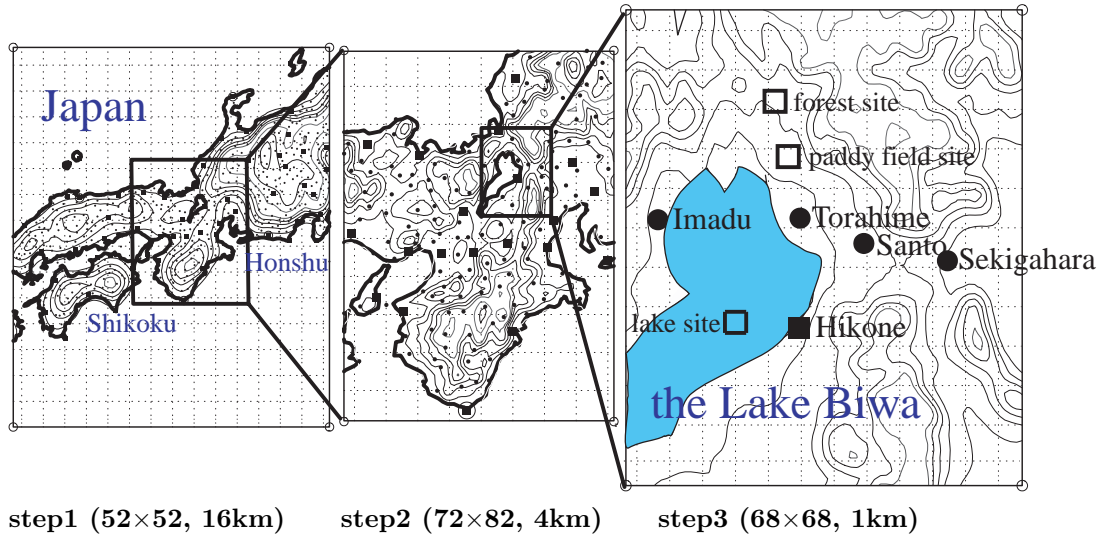 Japan
Honshu
Shikoku
forest site
paddy field site
Imadu
Torahime
Santo
Sekigahara
lake site
Hikone
the Lake Biwa
step1 (52×52, 16km)
step2 (72×82, 4km)
step3 (68×68, 1km)